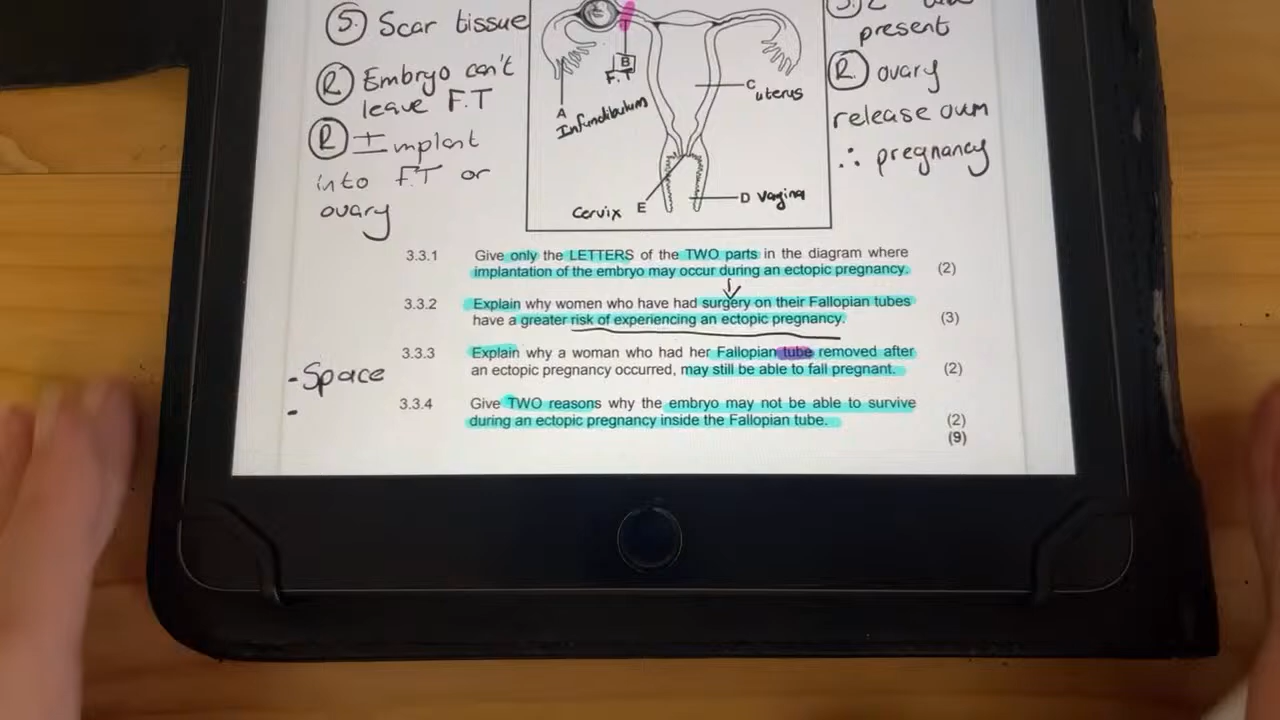 S. Scar tissue
R. Embryo can't
leave F.T
R. Implant
into F.T or
ovary
B
F.T
A
Infundibulum
C uterus
D vagina
Cervix E
present
R. ovary
release ovum
∴ pregnancy
3.3.1 Give only the LETTERS of the TWO parts in the diagram where
implantation of the embryo may occur during an ectopic pregnancy. (2)
3.3.2 Explain why women who have had surgery on their Fallopian tubes
have a greater risk of experiencing an ectopic pregnancy. (3)
3.3.3 Explain why a woman who had her Fallopian tube removed after
an ectopic pregnancy occurred, may still be able to fall pregnant. (2)
- Space
-
3.3.4 Give TWO reasons why the embryo may not be able to survive
during an ectopic pregnancy inside the Fallopian tube. (2)
(9)